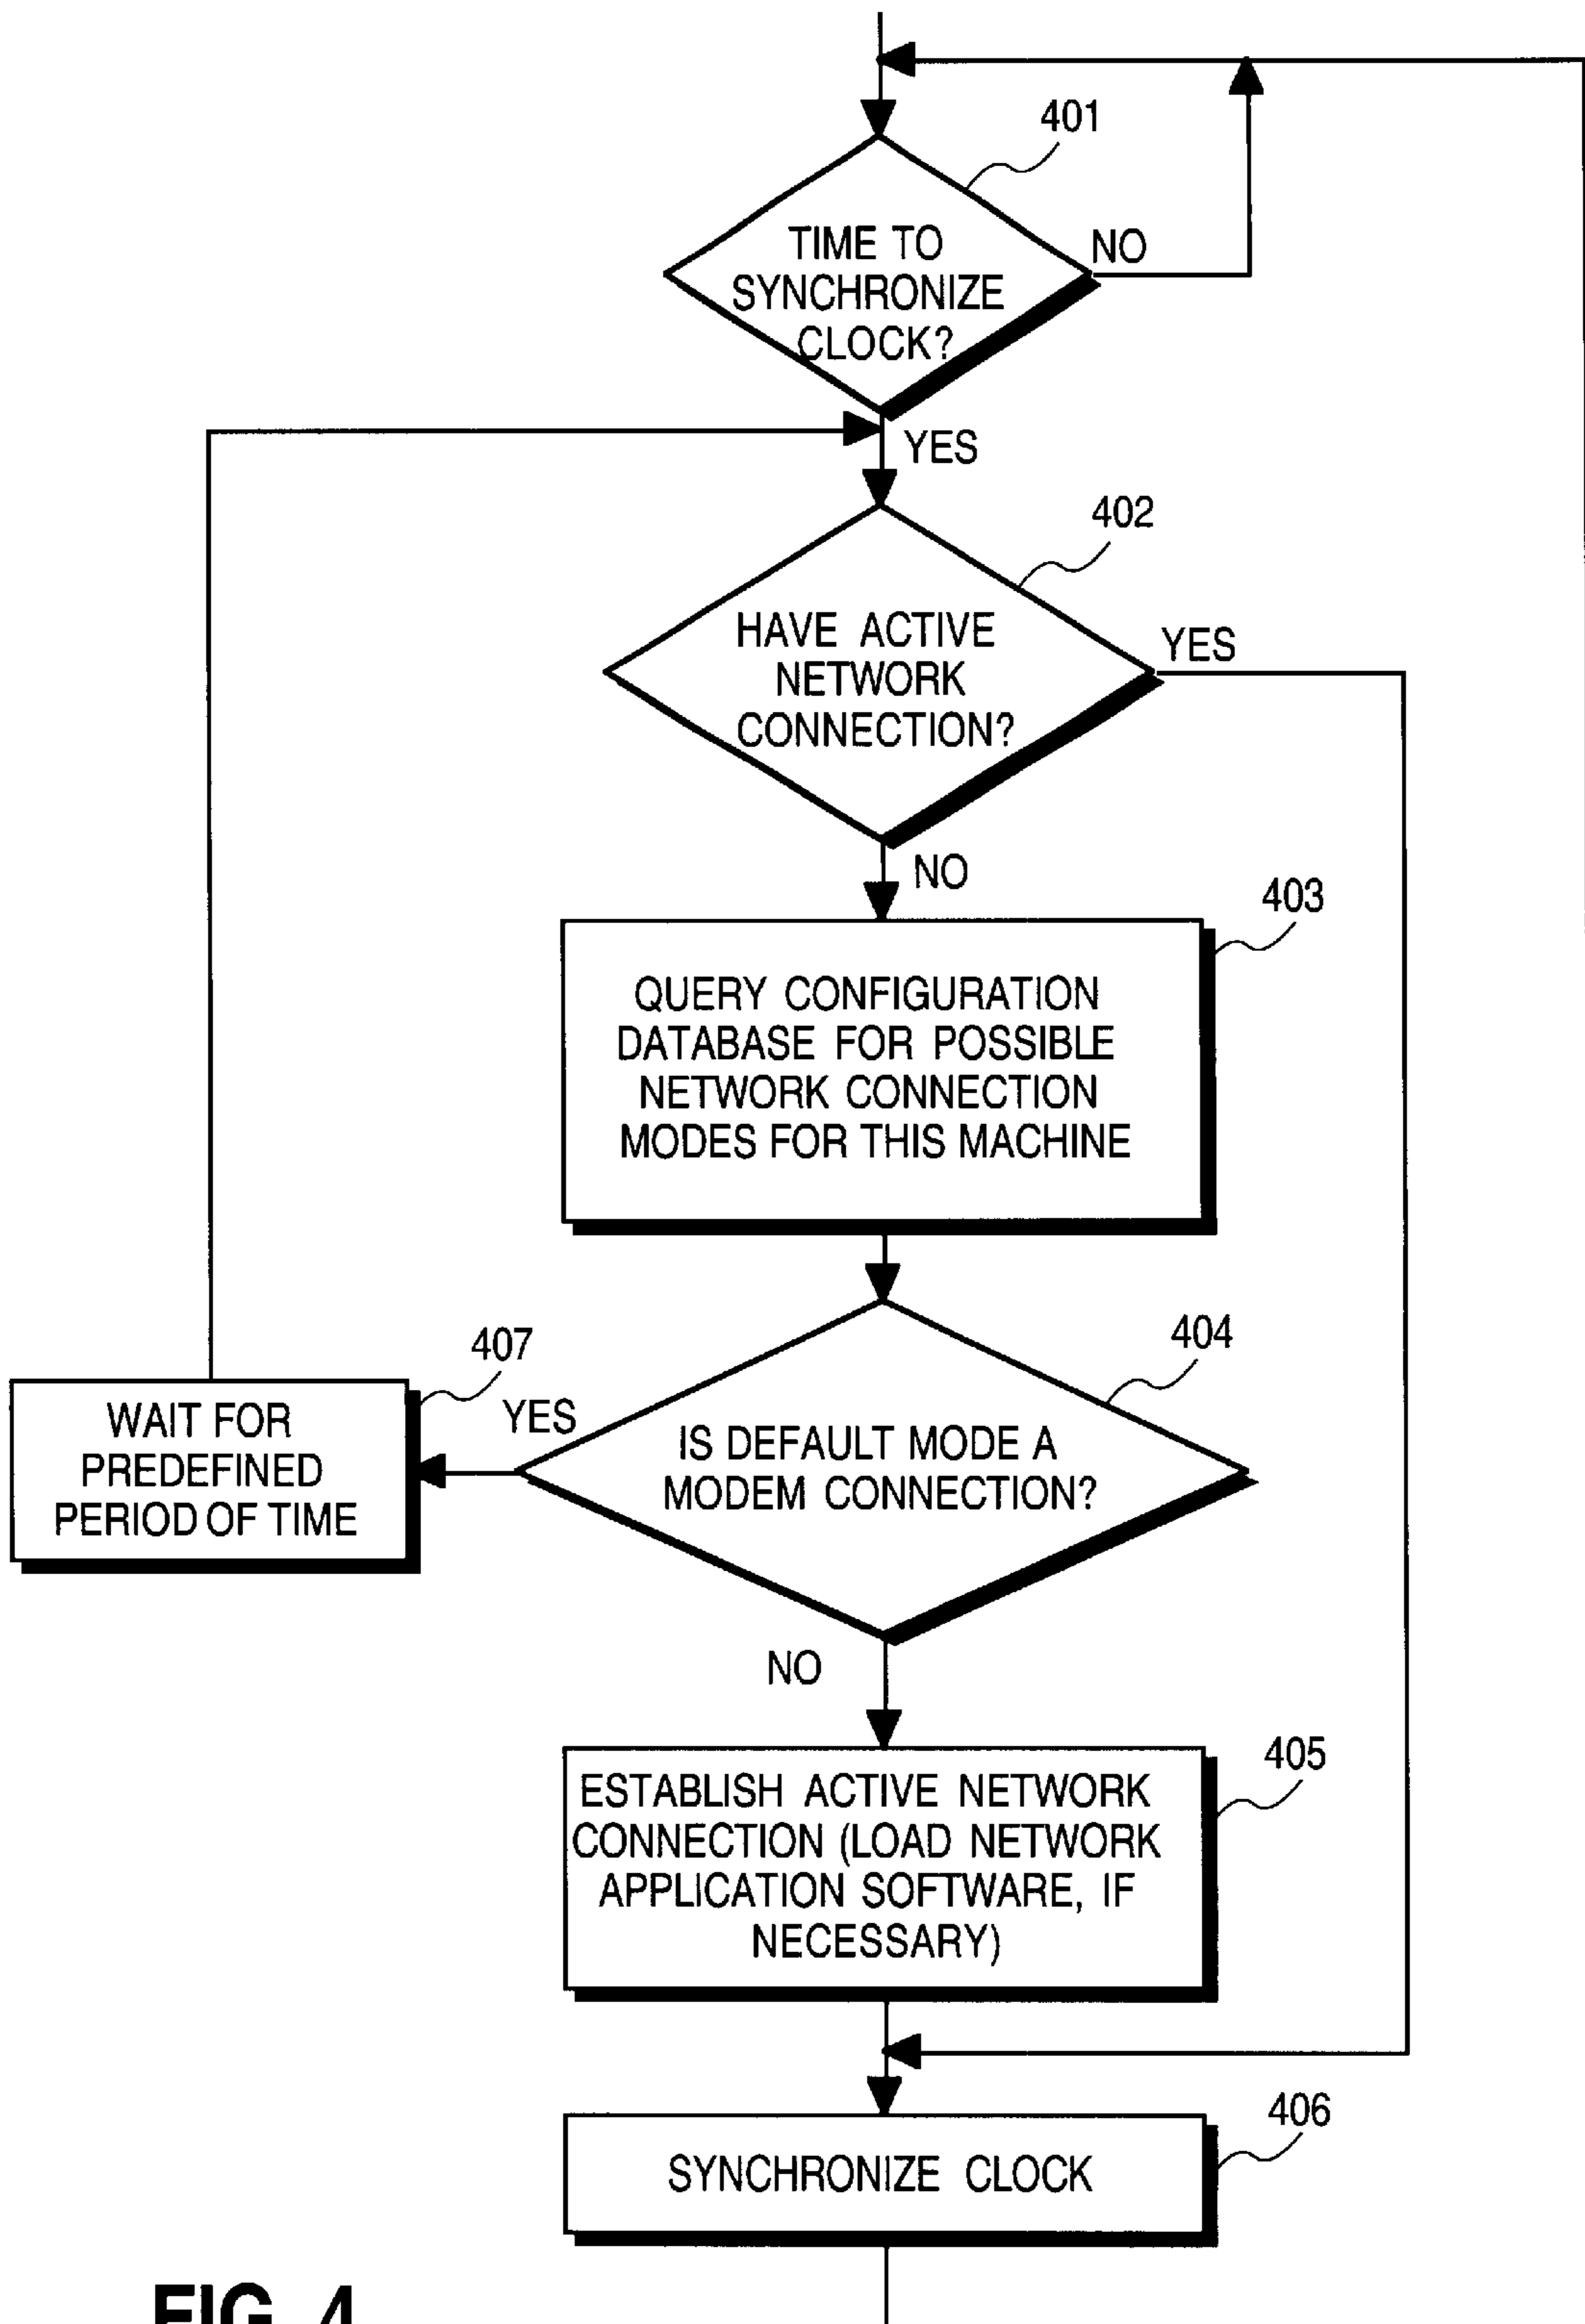 401
TIME TO
SYNCHRONIZE
CLOCK?
NO
YES
402
HAVE ACTIVE
NETWORK
CONNECTION?
YES
NO
403
QUERY CONFIGURATION
DATABASE FOR POSSIBLE
NETWORK CONNECTION
MODES FOR THIS MACHINE
407
WAIT FOR
PREDEFINED
PERIOD OF TIME
YES
404
IS DEFAULT MODE A
MODEM CONNECTION?
NO
405
ESTABLISH ACTIVE NETWORK
CONNECTION (LOAD NETWORK
APPLICATION SOFTWARE, IF
NECESSARY)
406
SYNCHRONIZE CLOCK
FIG. 4